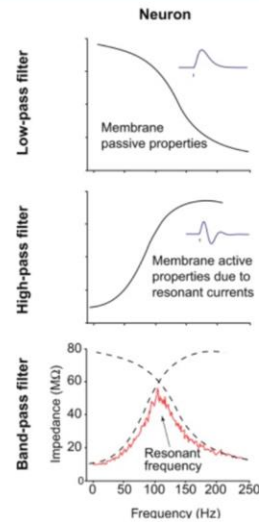 Neuron
Low-pass filter
Membrane
passive properties
High-pass filter
Membrane active
properties due to
resonant currents
Band-pass filter
Impedance (MΩ)
80
60
40
20
0
Resonant
frequency
0 50 100 150 200 250
Frequency (Hz)